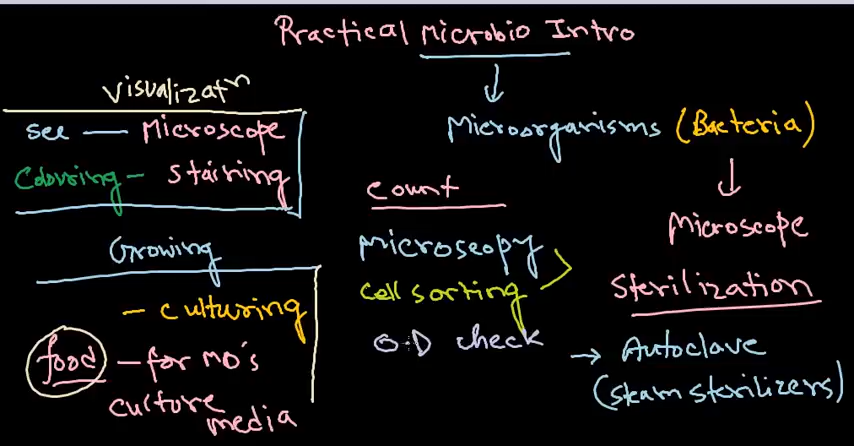 Practical Microbio Intro
Visualizatn
see — Microscope
Colouring - Staining
Growing
- culturing
food - for MO's
culture media
Microorganisms (Bacteria)
count
Microscopy
cell sorting
O.D check
Microscope
Sterilization
→ Autoclave
(steam sterilizers)